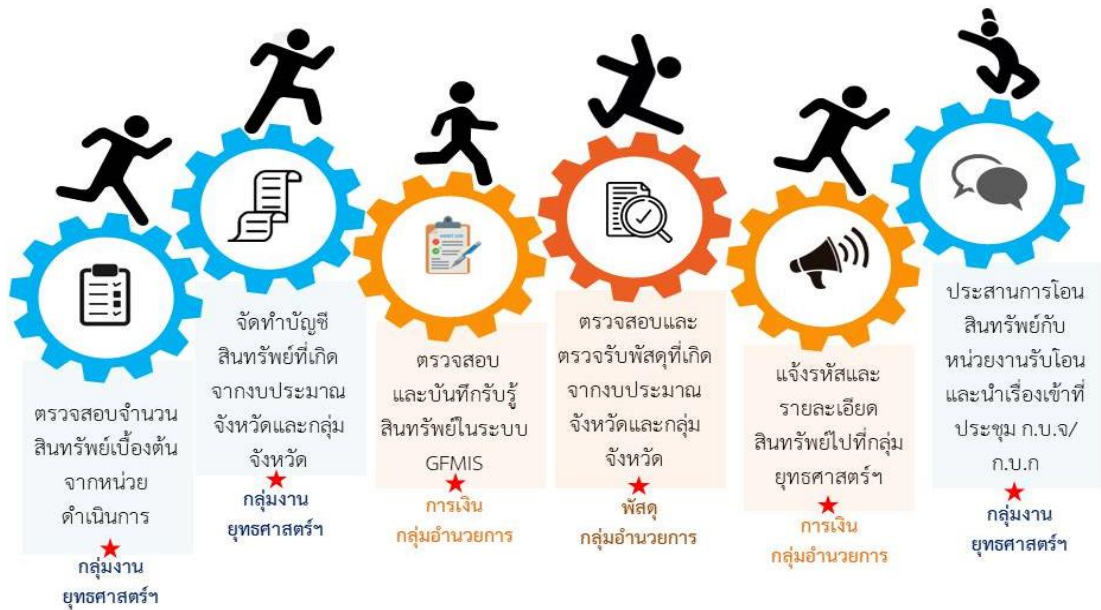 ตรวจสอบจำนวน
สินทรัพย์เบื้องต้น
จากหน่วย
ดำเนินการ
กลุ่มงาน
ยุทธศาสตร์ฯ
จัดทำบัญชี
สินทรัพย์ที่เกิด
จากงบประมาณ
จังหวัดและกลุ่ม
จังหวัด
กลุ่มงาน
ยุทธศาสตร์ฯ
ตรวจสอบ
และบันทึกรับรู้
สินทรัพย์ในระบบ
GFMIS
การเงิน
กลุ่มอำนวยการ
ตรวจสอบและ
ตรวจรับพัสดุที่เกิด
จากงบประมาณ
จังหวัดและกลุ่ม
จังหวัด
พัสดุ
กลุ่มอำนวยการ
แจ้งรหัสและ
รายละเอียด
สินทรัพย์ไปที่กลุ่ม
ยุทธศาสตร์ฯ
การเงิน
กลุ่มอำนวยการ
ประสานการโอน
สินทรัพย์กับ
หน่วยงานรับโอน
และนำเรื่องเข้าที่
ประชุม ก.บ.จ/
ก.บ.ก
กลุ่มงาน
ยุทธศาสตร์ฯ